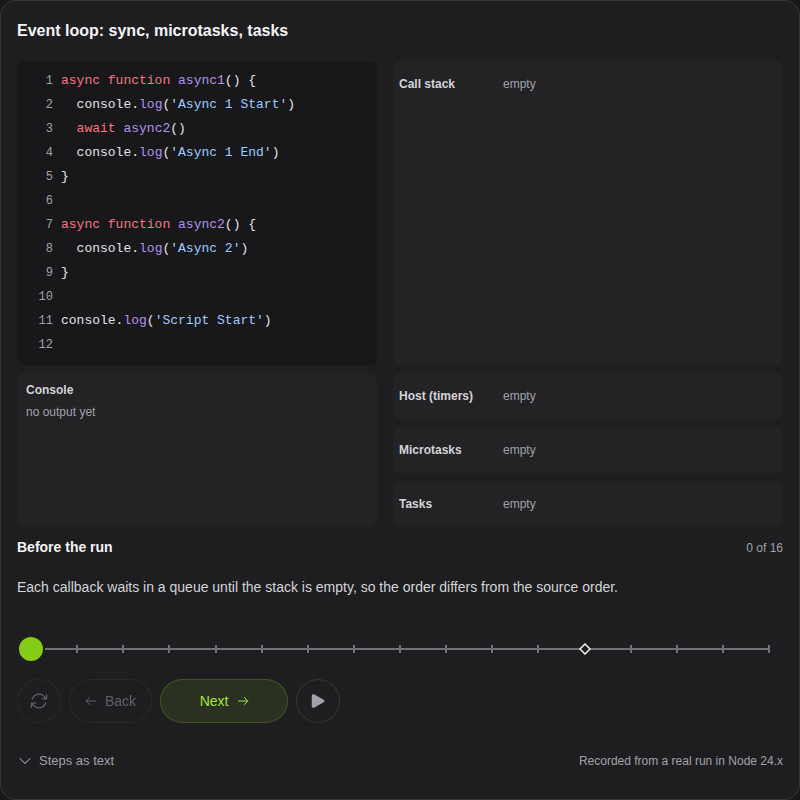 Event loop: sync, microtasks, tasks
1 async function async1() {
2 console.log('Async 1 Start')
3 await async2()
4 console.log('Async 1 End')
5 }
6
7 async function async2() {
8 console.log('Async 2')
9 }
10
11 console.log('Script Start')
12
Call stack empty
Console
no output yet
Host (timers) empty
Microtasks empty
Tasks empty
Before the run
0 of 16
Each callback waits in a queue until the stack is empty, so the order differs from the source order.
Back
Next
Steps as text
Recorded from a real run in Node 24.x